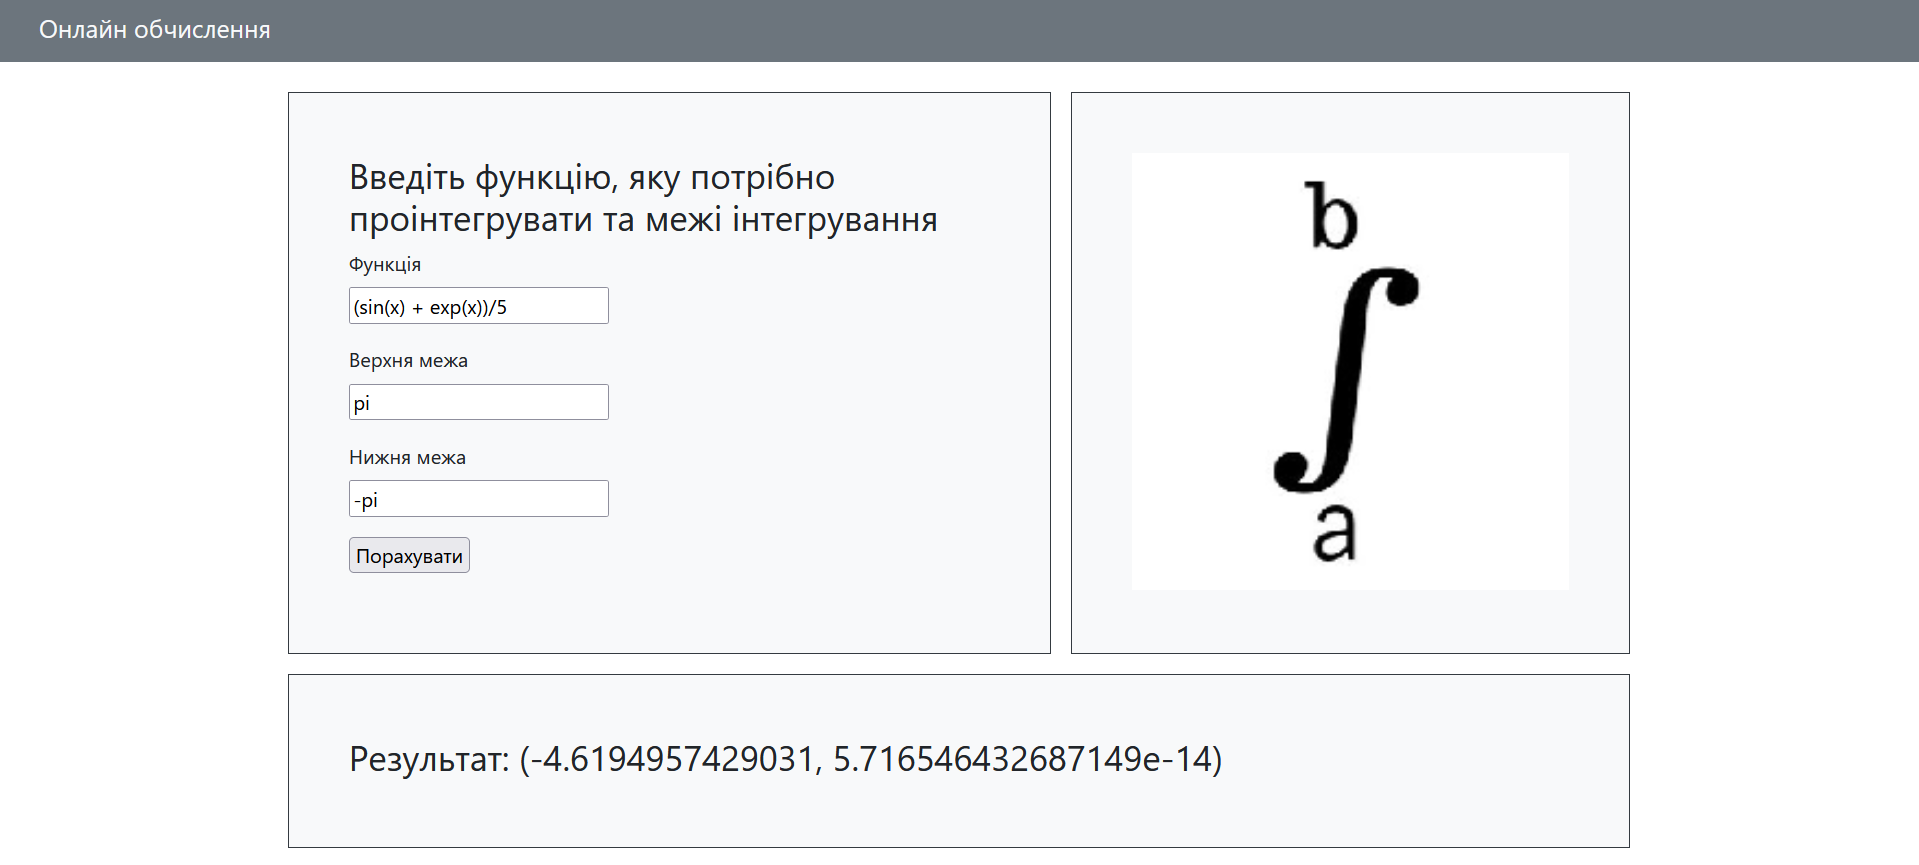 Онлайн обчислення
Введіть функцію, яку потрібно
проінтегрувати та межі інтегрування
Функція
(sin(x) + exp(x))/5
Верхня межа
pi
Нижня межа
-pi
Порахувати
b
∫
a
Результат: (-4.6194957429031, 5.716546432687149e-14)